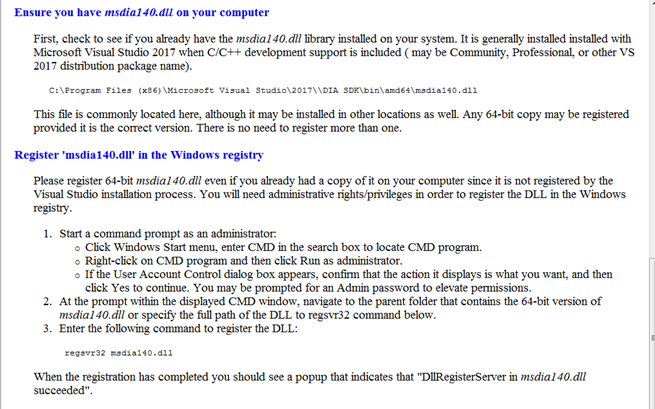 Ensure you have msdia140.dll on your computer
First, check to see if you already have the msdia140.dll library installed on your system. It is generally installed installed with
Microsoft Visual Studio 2017 when C/C++ development support is included ( may be Community, Professional, or other VS
2017 distribution package name).
C:\Program Files (x86)\Microsoft Visual Studio\2017\\DIA SDK\bin\amd64\msdia140.dll
This file is commonly located here, although it may be installed in other locations as well. Any 64-bit copy may be registered
provided it is the correct version. There is no need to register more than one.
Register 'msdia140.dll' in the Windows registry
Please register 64-bit msdia140.dll even if you already had a copy of it on your computer since it is not registered by the
Visual Studio installation process. You will need administrative rights/privileges in order to register the DLL in the Windows
registry.
1. Start a command prompt as an administrator:
○ Click Windows Start menu, enter CMD in the search box to locate CMD program.
○ Right-click on CMD program and then click Run as administrator.
○ If the User Account Control dialog box appears, confirm that the action it displays is what you want, and then
click Yes to continue. You may be prompted for an Admin password to elevate permissions.
2. At the prompt within the displayed CMD window, navigate to the parent folder that contains the 64-bit version of
msdia140.dll or specify the full path of the DLL to regsvr32 command below.
3. Enter the following command to register the DLL:
regsvr32 msdia140.dll
When the registration has completed you should see a popup that indicates that "DllRegisterServer in msdia140.dll
succeeded".